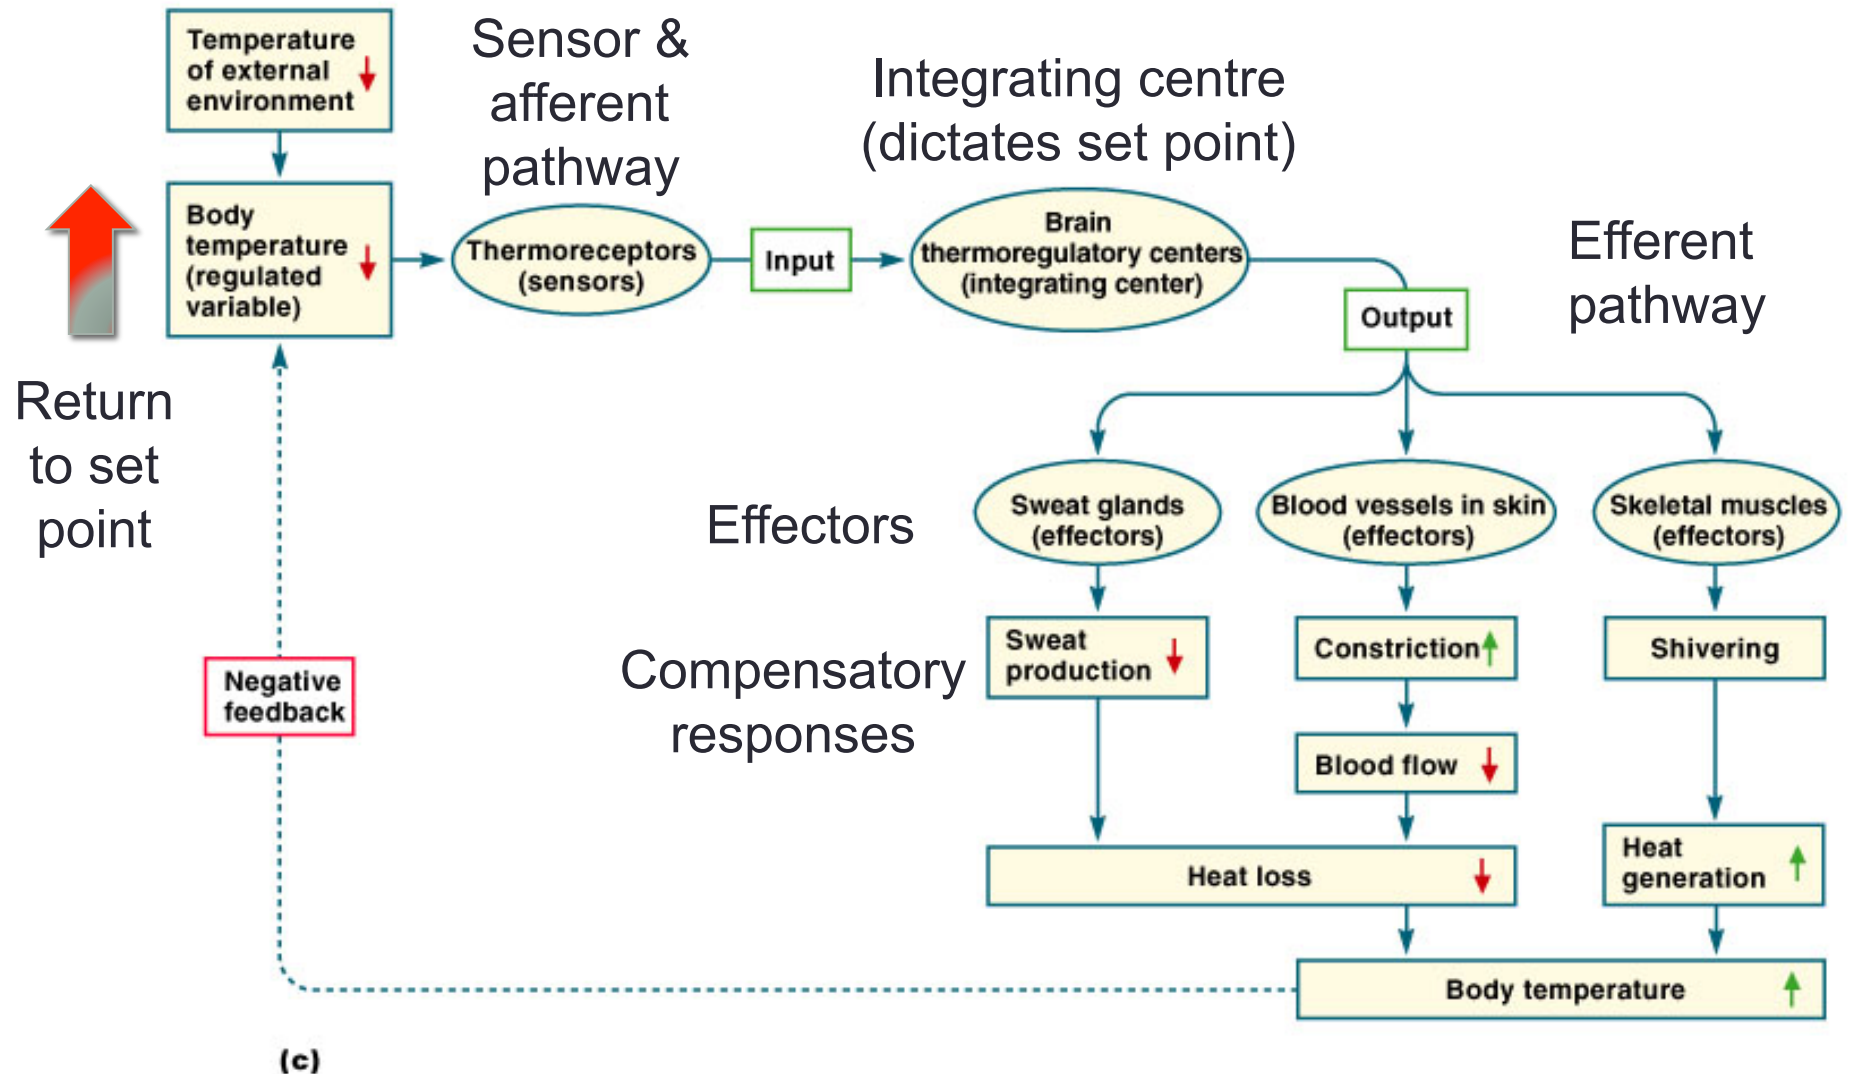 Temperature
of external
environment
Sensor &
afferent
pathway
Integrating centre
(dictates set point)
Body
temperature
(regulated
variable)
Thermoreceptors
(sensors)
Input
Brain
thermoregulatory centers
(integrating center)
Efferent
pathway
Output
Return
to set
point
Effectors
Sweat glands
(effectors)
Blood vessels in skin
(effectors)
Skeletal muscles
(effectors)
Compensatory
responses
Sweat
production
Constriction
Shivering
Negative
feedback
Blood flow
Heat loss
Heat
generation
Body temperature
(c)